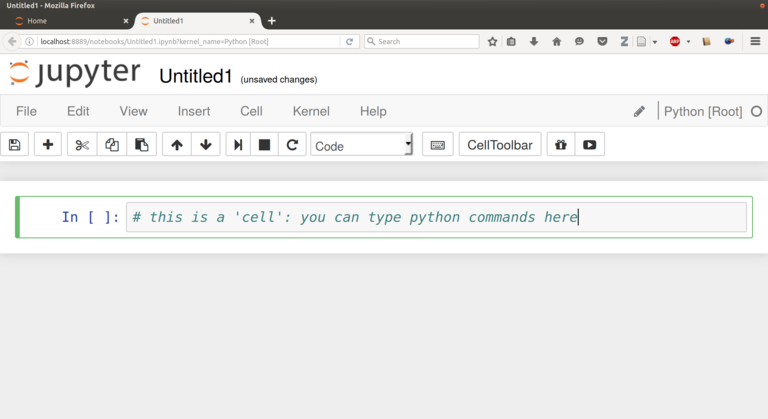 Untitled1 - Mozilla Firefox
Home
Untitled1
localhost:8889/notebooks/Untitled1.ipynb?kernel_name=Python [Root]
Search
ABP
jupyter Untitled1 (unsaved changes)
File Edit View Insert Cell Kernel Help Python [Root]
Code CellToolbar
In [ ]: # this is a 'cell': you can type python commands here